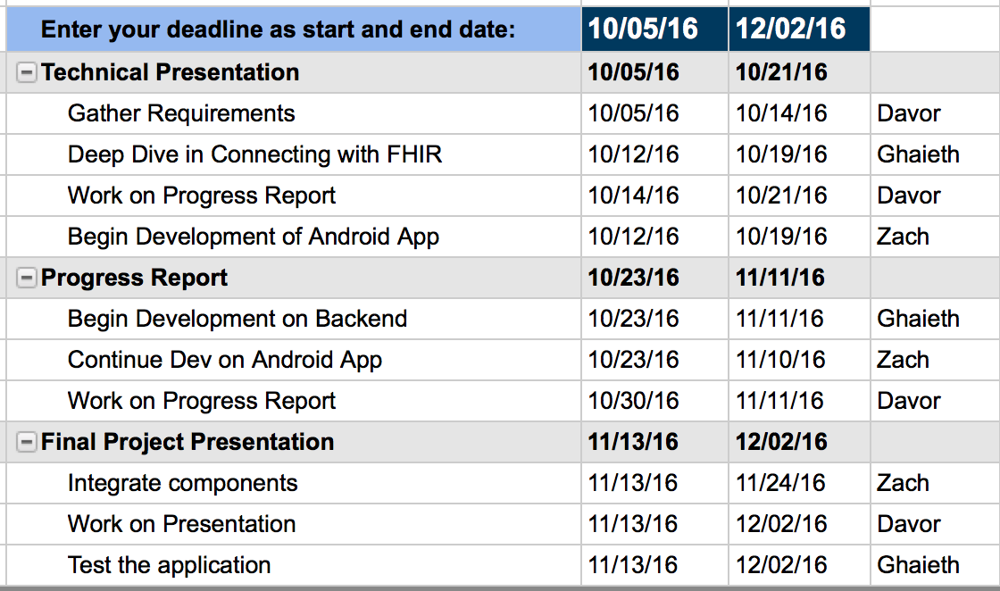 Enter your deadline as start and end date: 10/05/16 12/02/16
Technical Presentation 10/05/16 10/21/16
Gather Requirements 10/05/16 10/14/16 Davor
Deep Dive in Connecting with FHIR 10/12/16 10/19/16 Ghaieth
Work on Progress Report 10/14/16 10/21/16 Davor
Begin Development of Android App 10/12/16 10/19/16 Zach
Progress Report 10/23/16 11/11/16
Begin Development on Backend 10/23/16 11/11/16 Ghaieth
Continue Dev on Android App 10/23/16 11/10/16 Zach
Work on Progress Report 10/30/16 11/11/16 Davor
Final Project Presentation 11/13/16 12/02/16
Integrate components 11/13/16 11/24/16 Zach
Work on Presentation 11/13/16 12/02/16 Davor
Test the application 11/13/16 12/02/16 Ghaieth